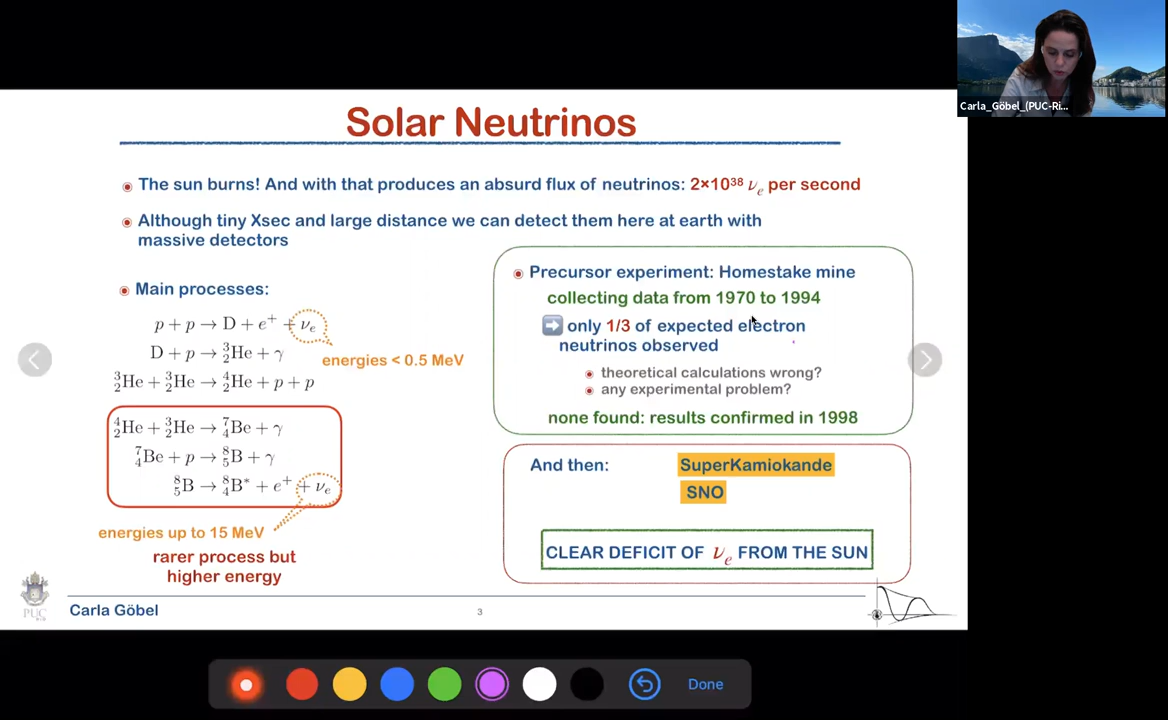 Carla_Göbel_(PUC-Ri...
Solar Neutrinos
The sun burns! And with that produces an absurd flux of neutrinos: 2×10³⁸ νₑ per second
Although tiny Xsec and large distance we can detect them here at earth with
massive detectors
Main processes:
p + p → D + e⁺ + νₑ
D + p → ³₂He + γ
³₂He + ³₂He → ⁴₂He + p + p
energies < 0.5 MeV
⁴₂He + ³₂He → ⁷₄Be + γ
⁷₄Be + p → ⁸₅B + γ
⁸₅B → ⁸₄B* + e⁺ + νₑ
energies up to 15 MeV
rarer process but
higher energy
Precursor experiment: Homestake mine
collecting data from 1970 to 1994
only 1/3 of expected electron
neutrinos observed
theoretical calculations wrong?
any experimental problem?
none found: results confirmed in 1998
And then:
SuperKamiokande
SNO
CLEAR DEFICIT OF νₑ FROM THE SUN
PUC
Carla Göbel
3
Done